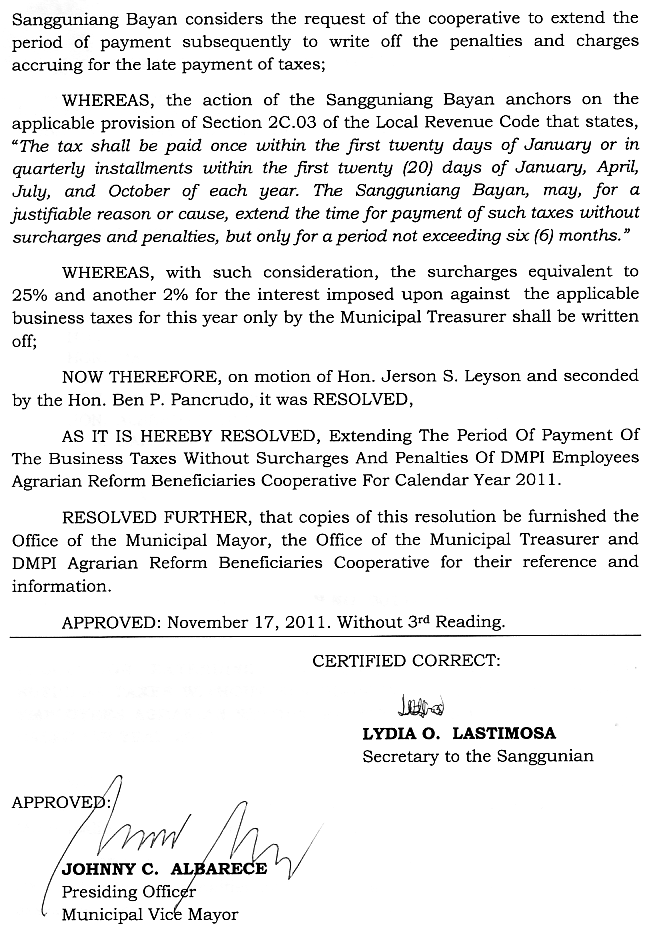 Sangguniang Bayan considers the request of the cooperative to extend the
period of payment subsequently to write off the penalties and charges
accruing for the late payment of taxes;
WHEREAS, the action of the Sangguniang Bayan anchors on the
applicable provision of Section 2C.03 of the Local Revenue Code that states,
“The tax shall be paid once within the first twenty days of January or in
quarterly installments within the first twenty (20) days of January, April,
July, and October of each year. The Sangguniang Bayan, may, for a
justifiable reason or cause, extend the time for payment of such taxes without
surcharges and penalties, but only for a period not exceeding six (6) months.”
WHEREAS, with such consideration, the surcharges equivalent to
25% and another 2% for the interest imposed upon against the applicable
business taxes for this year only by the Municipal Treasurer shall be written
off;
NOW THEREFORE, on motion of Hon. Jerson S. Leyson and seconded
by the Hon. Ben P. Pancrudo, it was RESOLVED,
AS IT IS HEREBY RESOLVED, Extending The Period Of Payment Of
The Business Taxes Without Surcharges And Penalties Of DMPI Employees
Agrarian Reform Beneficiaries Cooperative For Calendar Year 2011.
RESOLVED FURTHER, that copies of this resolution be furnished the
Office of the Municipal Mayor, the Office of the Municipal Treasurer and
DMPI Agrarian Reform Beneficiaries Cooperative for their reference and
information.
APPROVED: November 17, 2011. Without 3rd Reading.
CERTIFIED CORRECT:
LYDIA O. LASTIMOSA
Secretary to the Sanggunian
APPROVED:
JOHNNY C. ALBARECE
Presiding Officer
Municipal Vice Mayor